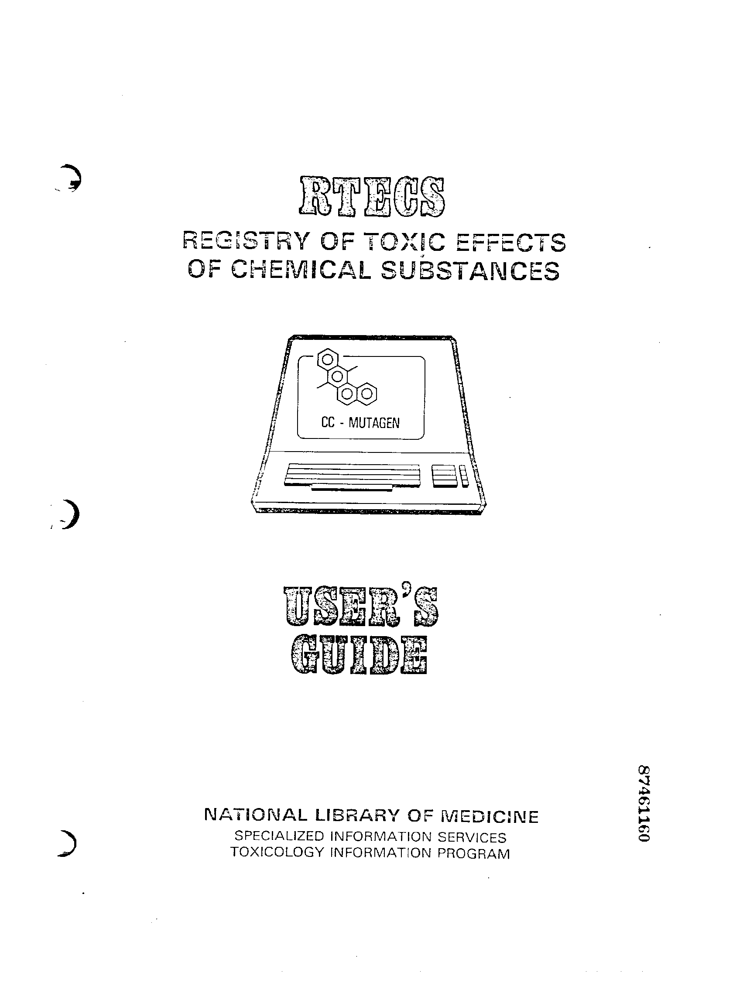 RTECS
REGISTRY OF TOXIC EFFECTS
OF CHEMICAL SUBSTANCES
CC - MUTAGEN
USER'S
GUIDE
NATIONAL LIBRARY OF MEDICINE
SPECIALIZED INFORMATION SERVICES
TOXICOLOGY INFORMATION PROGRAM
87461160